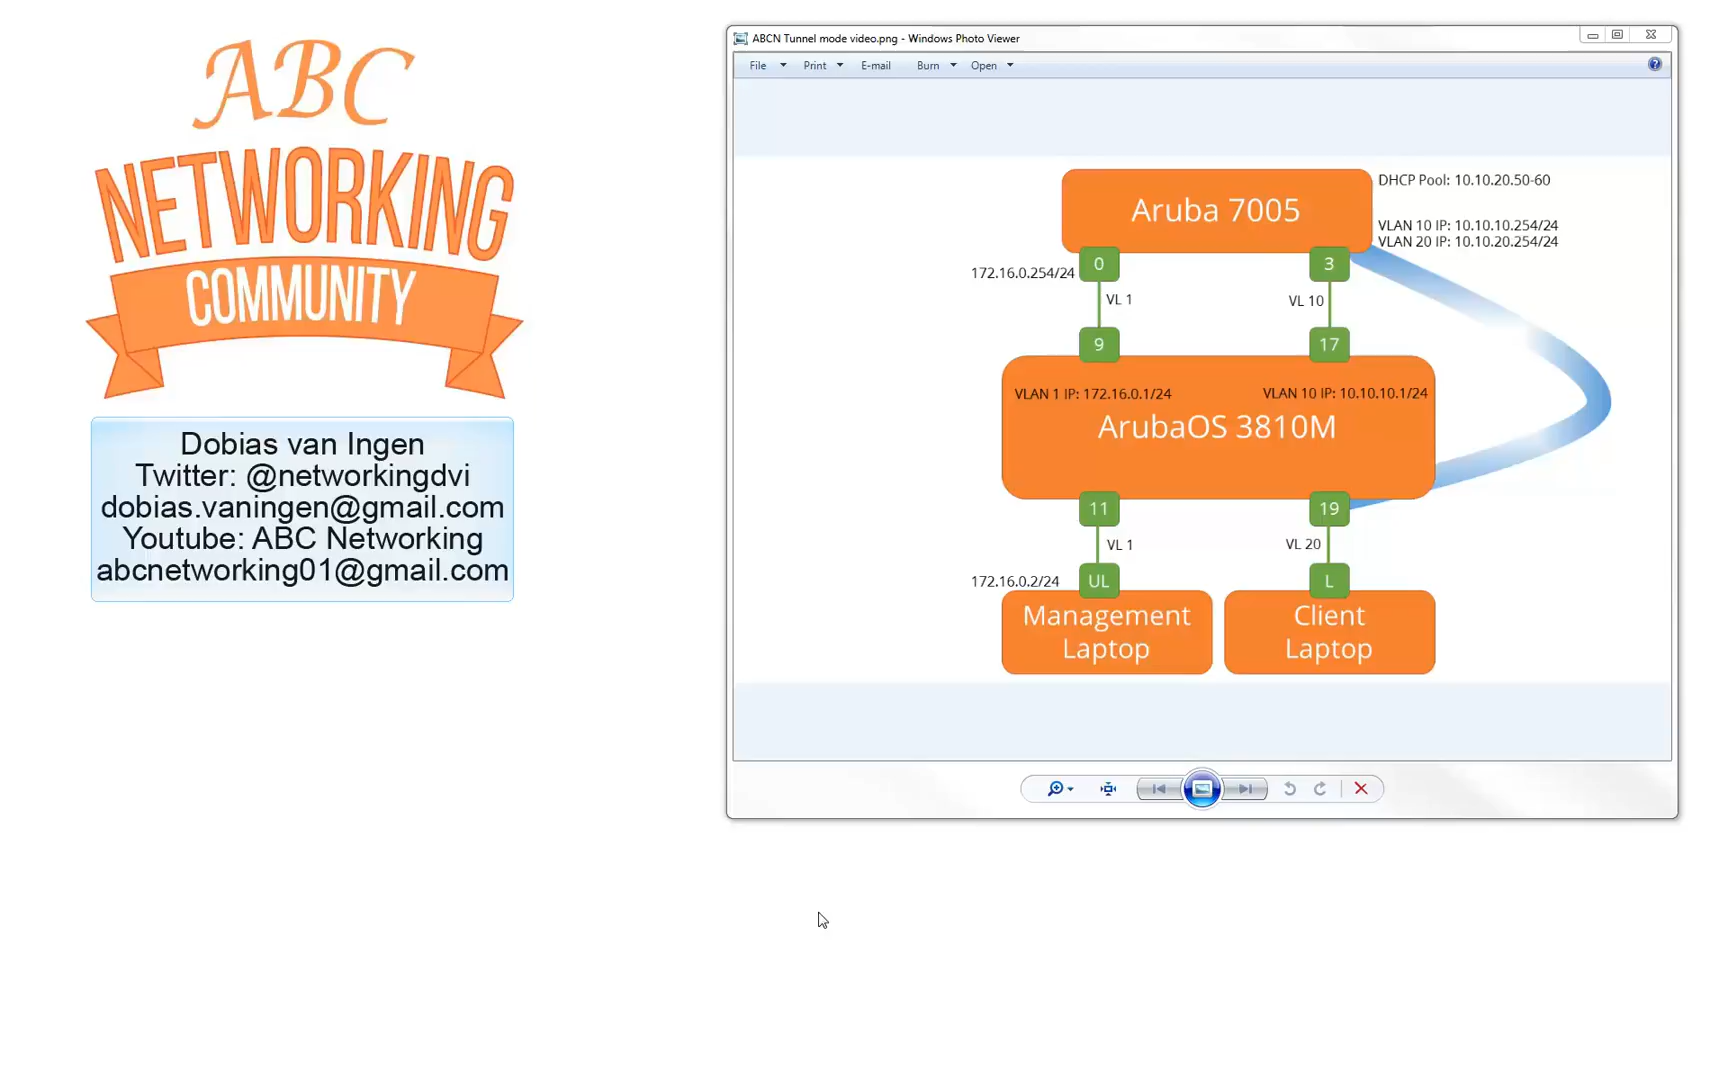 ABC
NETWORKING
COMMUNITY
Dobias van Ingen
Twitter: @networkingdvi
dobias.vaningen@gmail.com
Youtube: ABC Networking
abcnetworking01@gmail.com
ABCN Tunnel mode video.png - Windows Photo Viewer
File Print E-mail Burn Open
Aruba 7005
DHCP Pool: 10.10.20.50-60
VLAN 10 IP: 10.10.10.254/24
VLAN 20 IP: 10.10.20.254/24
172.16.0.254/24 0 3
VL 1 VL 10
9 17
VLAN 1 IP: 172.16.0.1/24 VLAN 10 IP: 10.10.10.1/24
ArubaOS 3810M
11 19
VL 1 VL 20
172.16.0.2/24 UL L
Management Client
Laptop Laptop